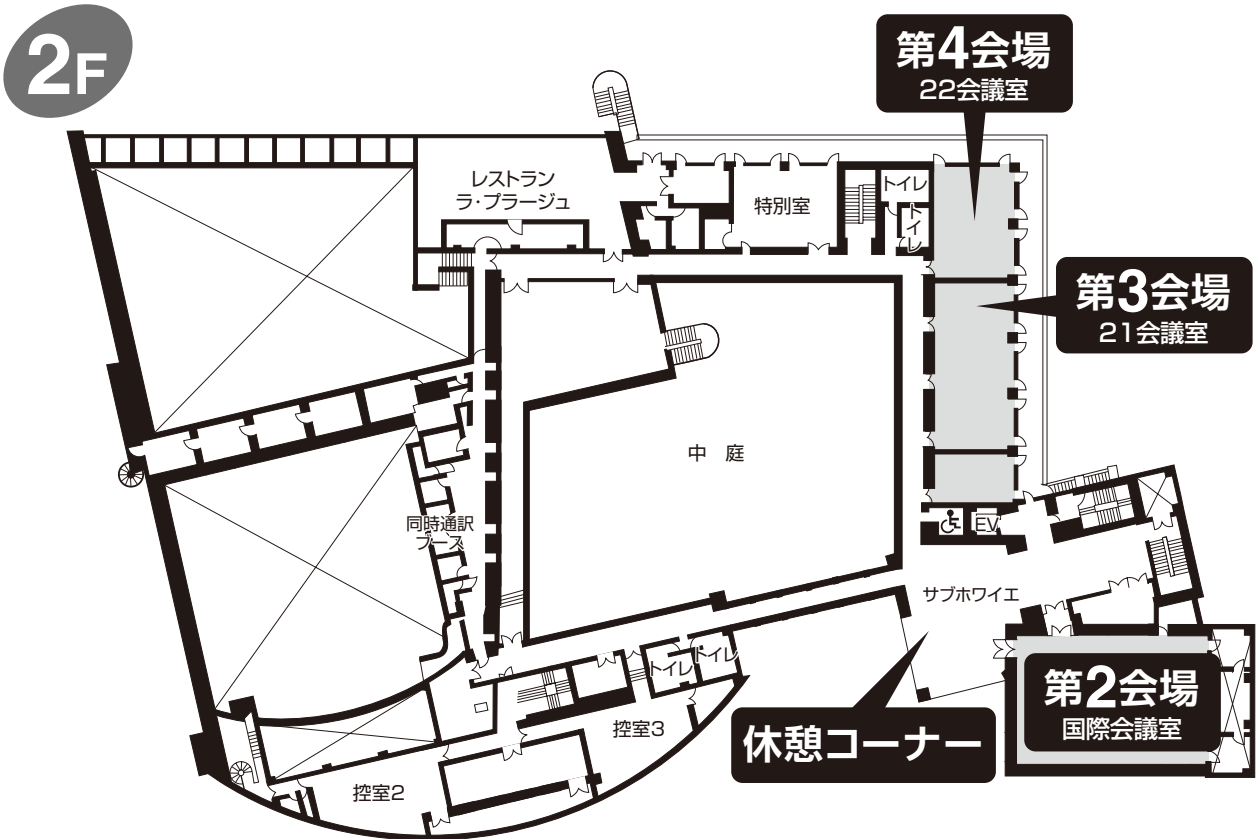 2F
第4会場
22会議室
レストラン
ラ・プラージュ
特別室
トイレ
トイレ
第3会場
21会議室
中 庭
同時通訳
ブース
EV
サブホワイエ
トイレ
トイレ
第2会場
国際会議室
控室3
休憩コーナー
控室2